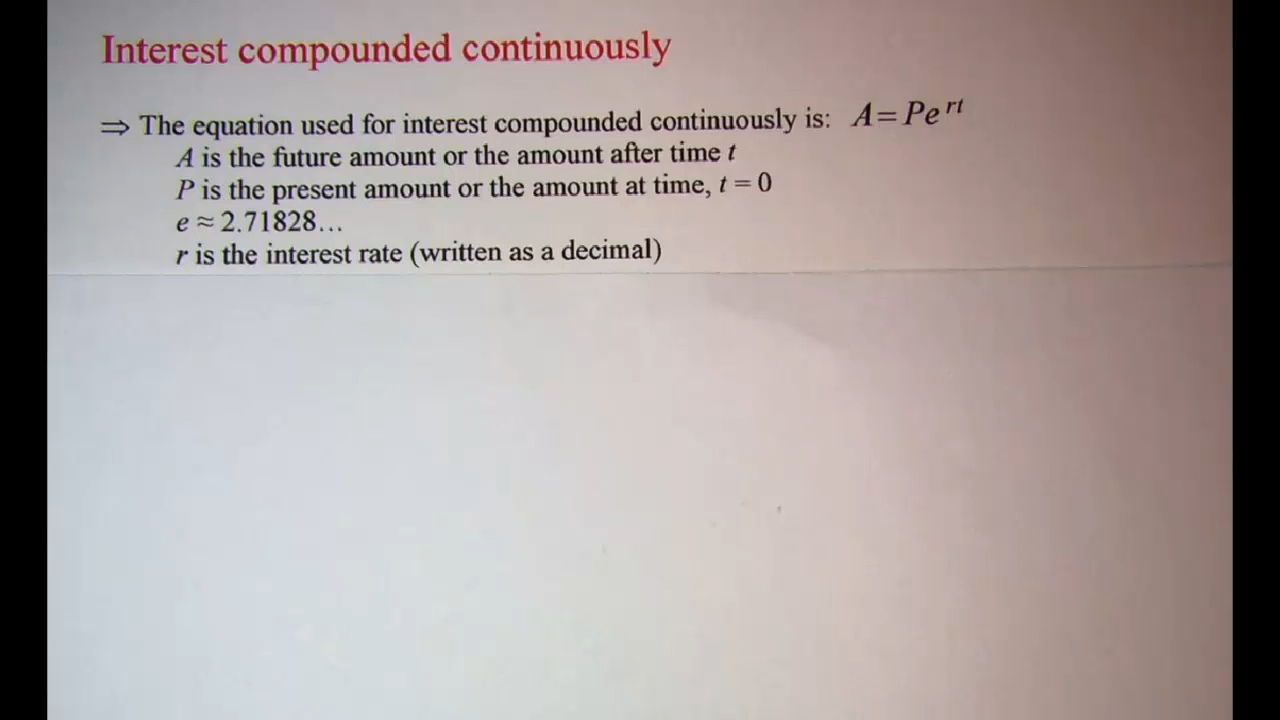 Interest compounded continuously
⇒ The equation used for interest compounded continuously is: A = Pe^{rt}
A is the future amount or the amount after time t
P is the present amount or the amount at time, t = 0
e ≈ 2.71828…
r is the interest rate (written as a decimal)